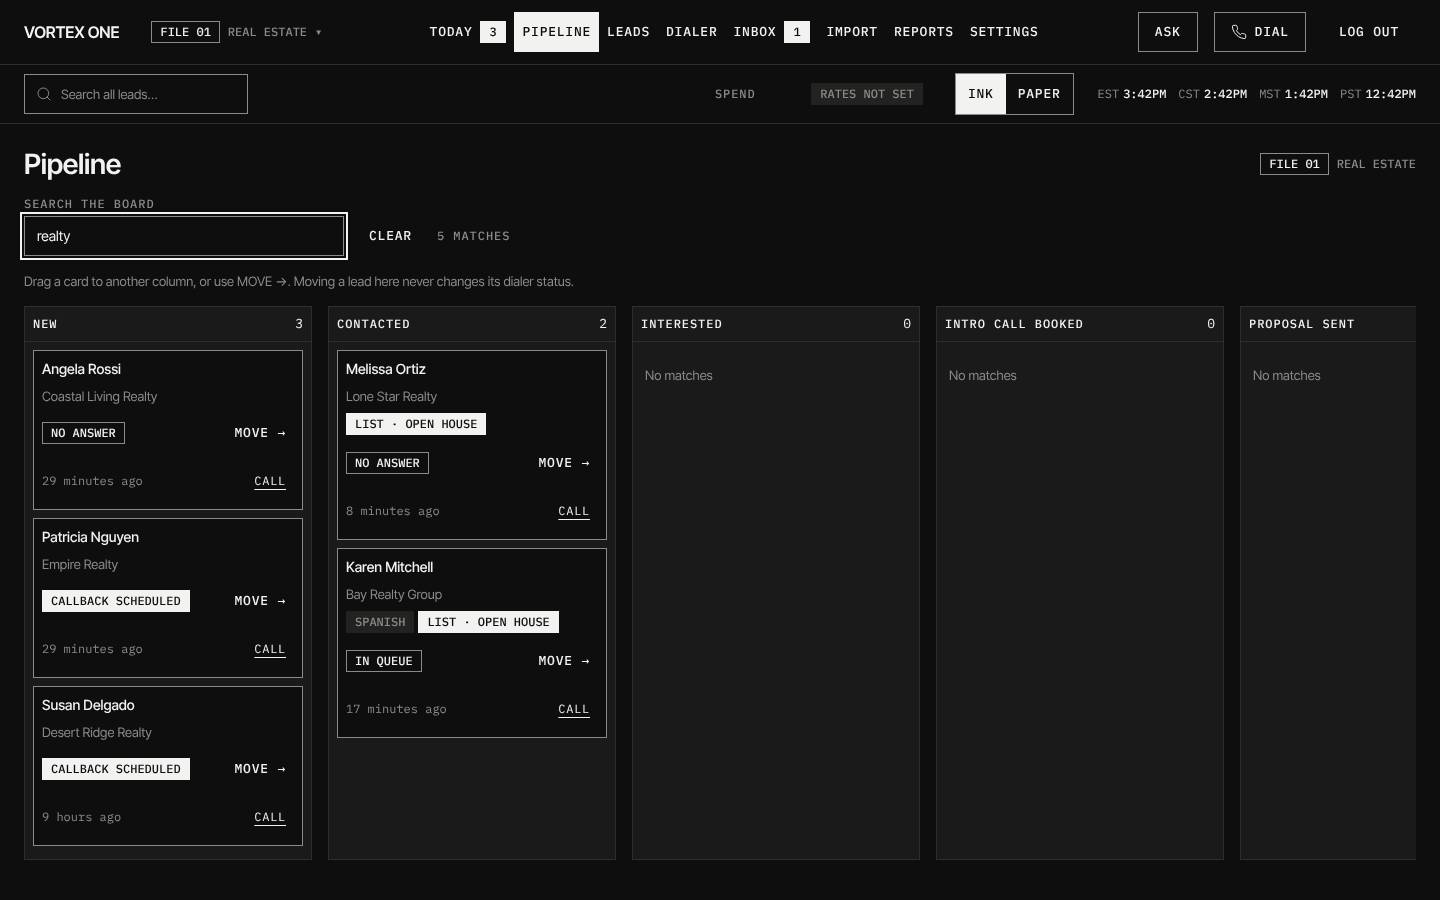 VORTEX ONE FILE 01 REAL ESTATE ▾ TODAY 3 PIPELINE LEADS DIALER INBOX 1 IMPORT REPORTS SETTINGS ASK DIAL LOG OUT
Search all leads... SPEND RATES NOT SET INK PAPER EST 3:42PM CST 2:42PM MST 1:42PM PST 12:42PM
Pipeline FILE 01 REAL ESTATE
SEARCH THE BOARD
realty CLEAR 5 MATCHES
Drag a card to another column, or use MOVE →. Moving a lead here never changes its dialer status.
NEW 3
Angela Rossi
Coastal Living Realty
NO ANSWER MOVE →
29 minutes ago CALL
Patricia Nguyen
Empire Realty
CALLBACK SCHEDULED MOVE →
29 minutes ago CALL
Susan Delgado
Desert Ridge Realty
CALLBACK SCHEDULED MOVE →
9 hours ago CALL
CONTACTED 2
Melissa Ortiz
Lone Star Realty
LIST · OPEN HOUSE
NO ANSWER MOVE →
8 minutes ago CALL
Karen Mitchell
Bay Realty Group
SPANISH LIST · OPEN HOUSE
IN QUEUE MOVE →
17 minutes ago CALL
INTERESTED 0
No matches
INTRO CALL BOOKED 0
No matches
PROPOSAL SENT
No matches